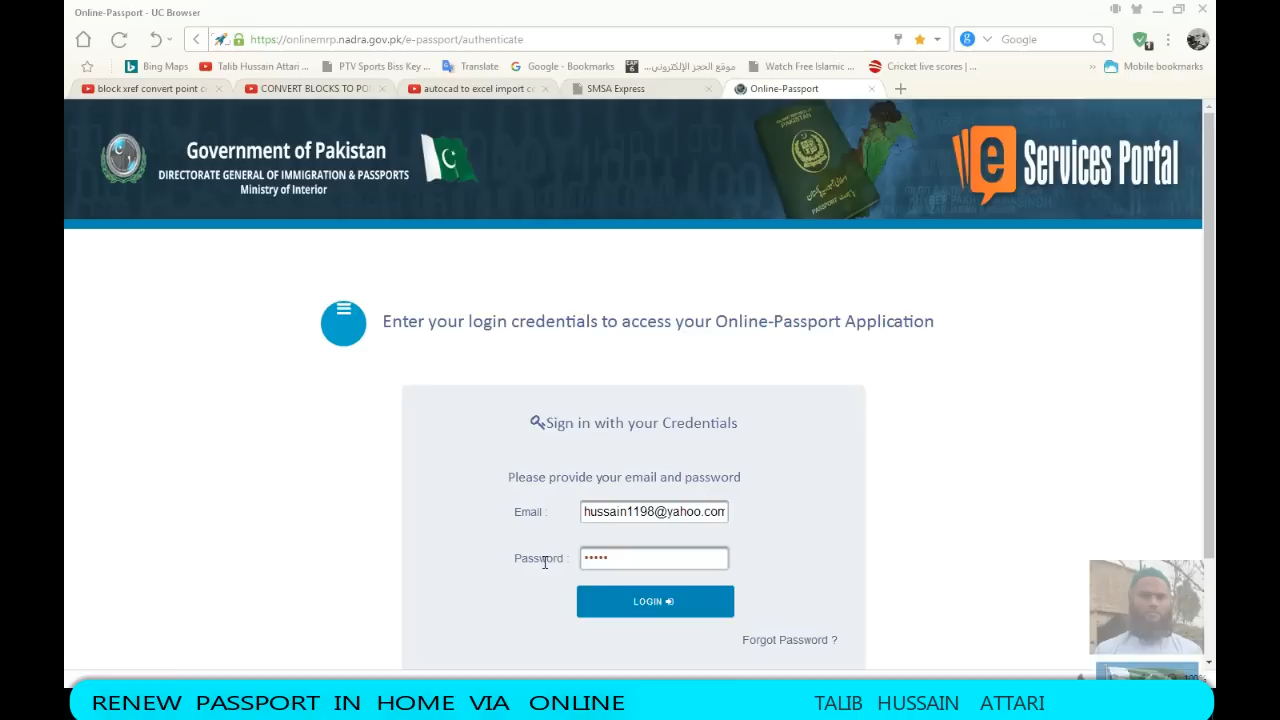 Online-Passport - UC Browser
https://onlinemrp.nadra.gov.pk/e-passport/authenticate
Google
Bing Maps
Talib Hussain Attari ...
PTV Sports Biss Key ...
Translate
Google - Bookmarks
موقع الحجز الإلكتروني...
Watch Free Islamic ...
Cricket live scores | ...
Mobile bookmarks
block xref convert point c
CONVERT BLOCKS TO PO
autocad to excel import c
SMSA Express
Online-Passport
Government of Pakistan
DIRECTORATE GENERAL OF IMMIGRATION & PASSPORTS
Ministry of Interior
e Services Portal
Enter your login credentials to access your Online-Passport Application
Sign in with your Credentials
Please provide your email and password
Email :
hussain1198@yahoo.com
Password :
•••••
LOGIN
Forgot Password ?
100%
RENEW PASSPORT IN HOME VIA ONLINE
TALIB HUSSAIN ATTARI